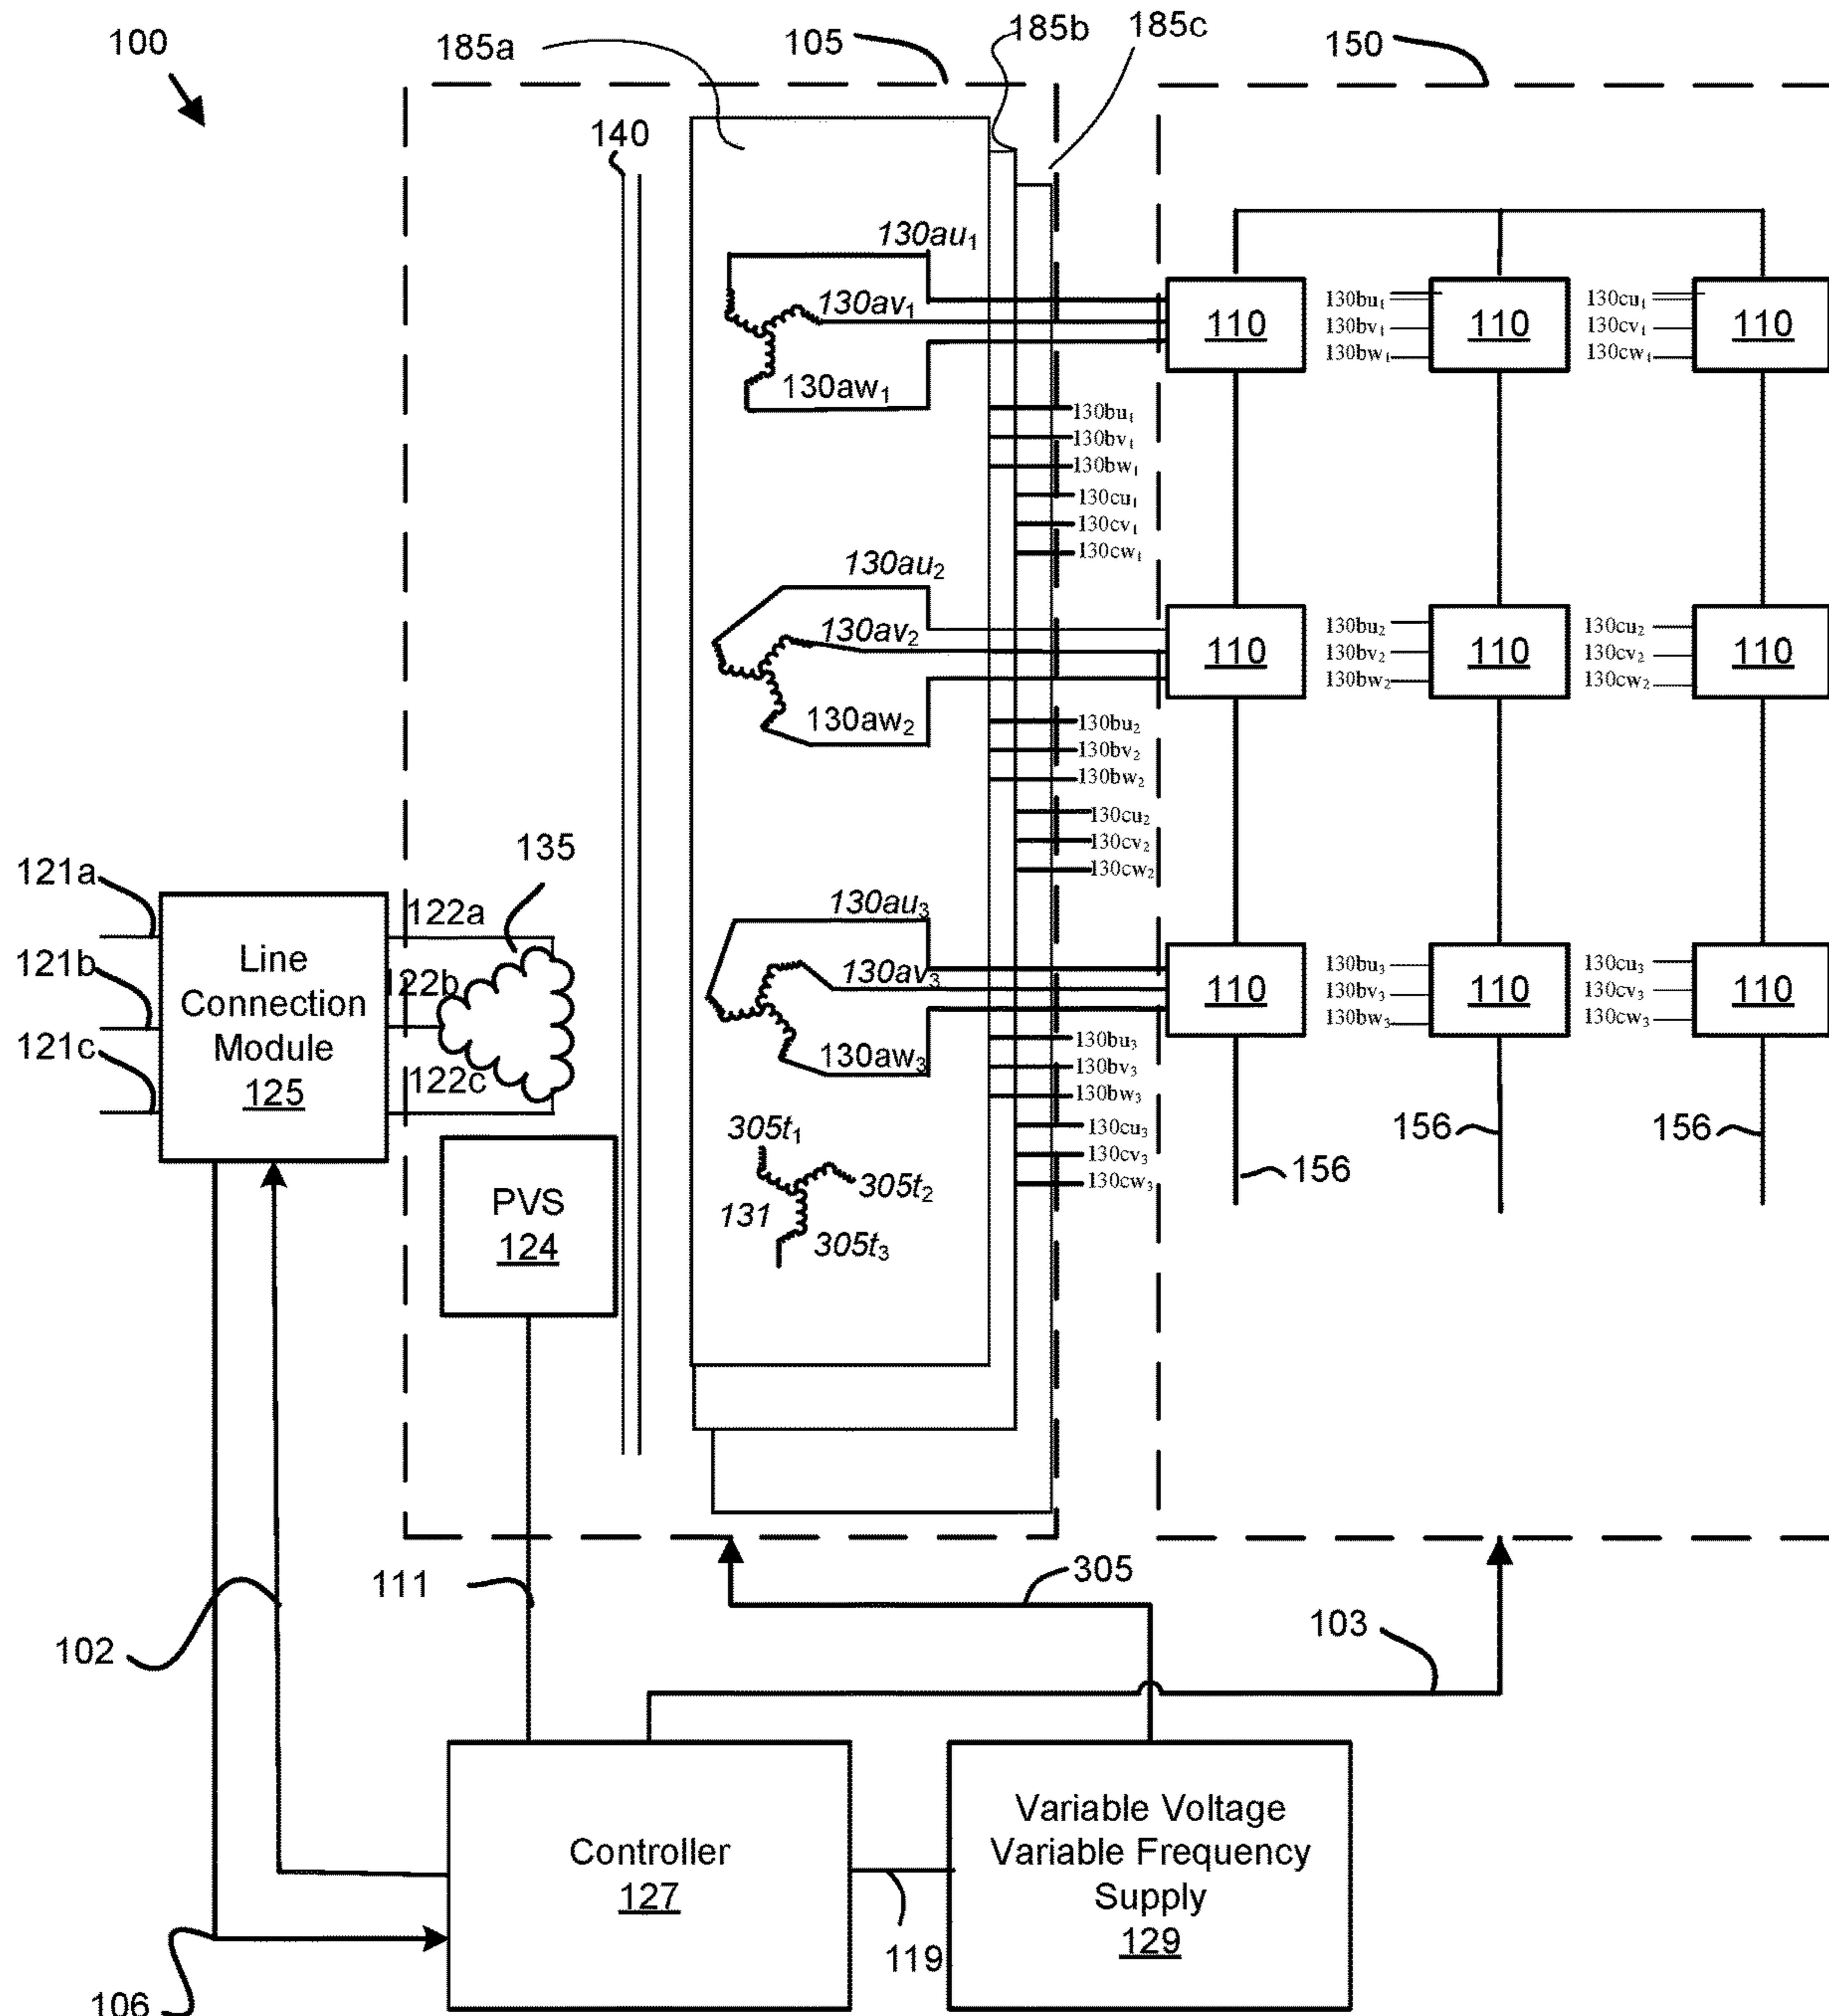 100
185a
105
185b
185c
150
140
130au₁
130av₁
130aw₁
130bu₁
130bv₁
130bw₁
110
130bu₁
130bv₁
130bw₁
110
130cu₁
130cv₁
130cw₁
110
130cu₁
130cv₁
130cw₁
130au₂
130av₂
130aw₂
110
130bu₂
130bv₂
130bw₂
110
130cu₂
130cv₂
130cw₂
110
130bu₂
130bv₂
130bw₂
130cu₂
130cv₂
130cw₂
135
121a
121b
121c
Line
Connection
Module
125
122a
122b
122c
130au₃
130av₃
130aw₃
110
130bu₃
130bv₃
130bw₃
110
130cu₃
130cv₃
130cw₃
110
130bu₃
130bv₃
130bw₃
130cu₃
130cv₃
130cw₃
156
156
156
PVS
124
305t₁
305t₂
131
305t₃
111
305
103
102
Controller
127
119
Variable Voltage
Variable Frequency
Supply
129
106